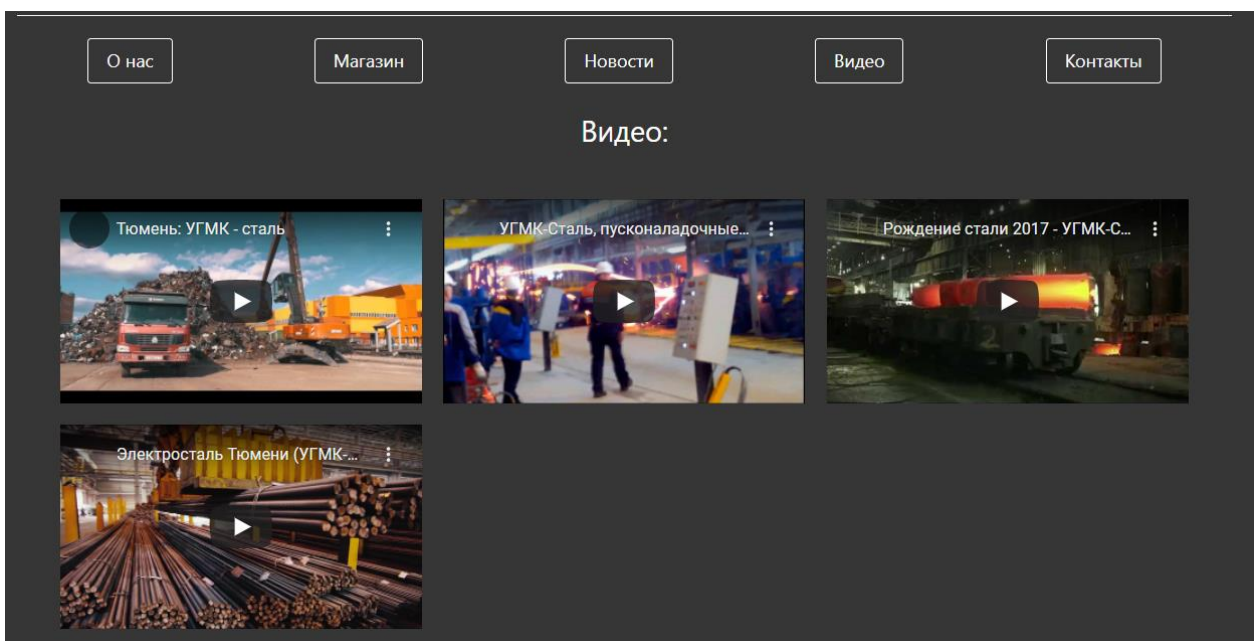 О нас
Магазин
Новости
Видео
Контакты
Видео:
Тюмень: УГМК - сталь
УГМК-Сталь, пусконаладочные...
Рождение стали 2017 - УГМК-С...
Электросталь Тюмени (УГМК-...